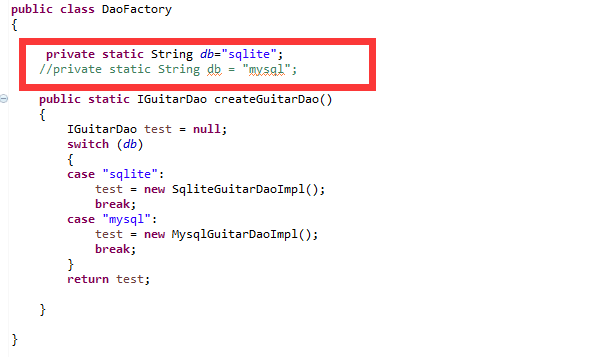 public class DaoFactory
{
private static String db="sqlite";
//private static String db = "mysql";
public static IGuitarDao createGuitarDao()
{
IGuitarDao test = null;
switch (db)
{
case "sqlite":
test = new SqliteGuitarDaoImpl();
break;
case "mysql":
test = new MysqlGuitarDaoImpl();
break;
}
return test;
}
}